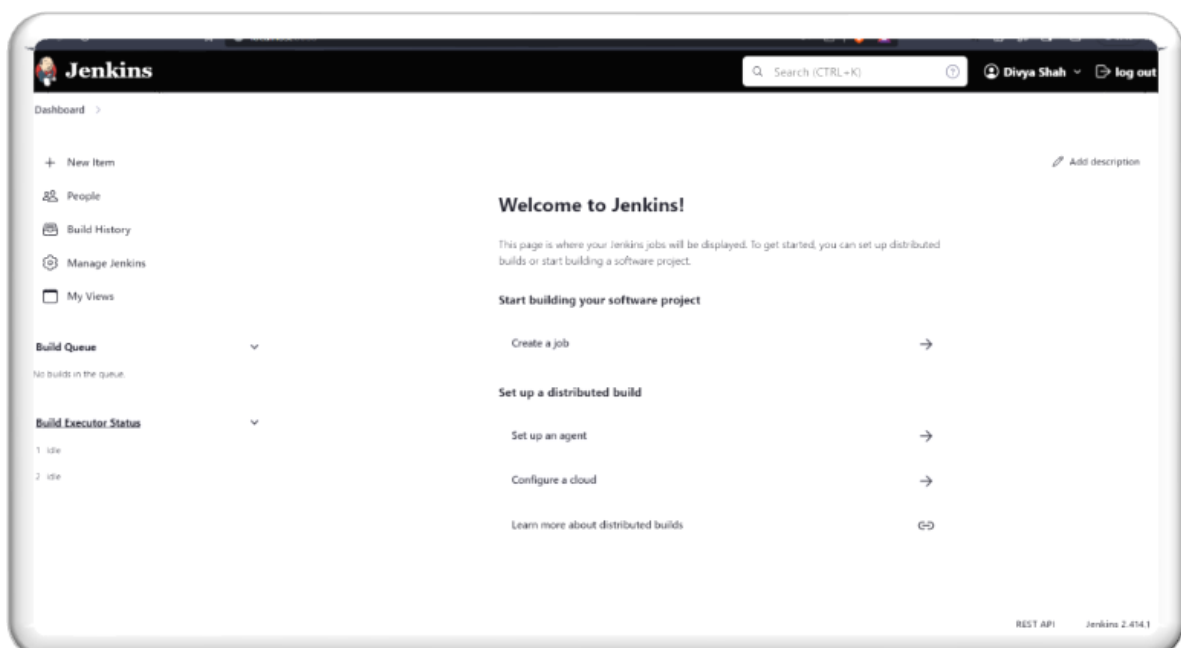 Jenkins
Search (CTRL+K)
Divya Shah
log out
Dashboard
New Item
Add description
People
Build History
Manage Jenkins
My Views
Welcome to Jenkins!
This page is where your Jenkins jobs will be displayed. To get started, you can set up distributed
builds or start building a software project.
Start building your software project
Create a job
Build Queue
No builds in the queue.
Set up a distributed build
Build Executor Status
1 Idle
2 Idle
Set up an agent
Configure a cloud
Learn more about distributed builds
REST API
Jenkins 2.414.1